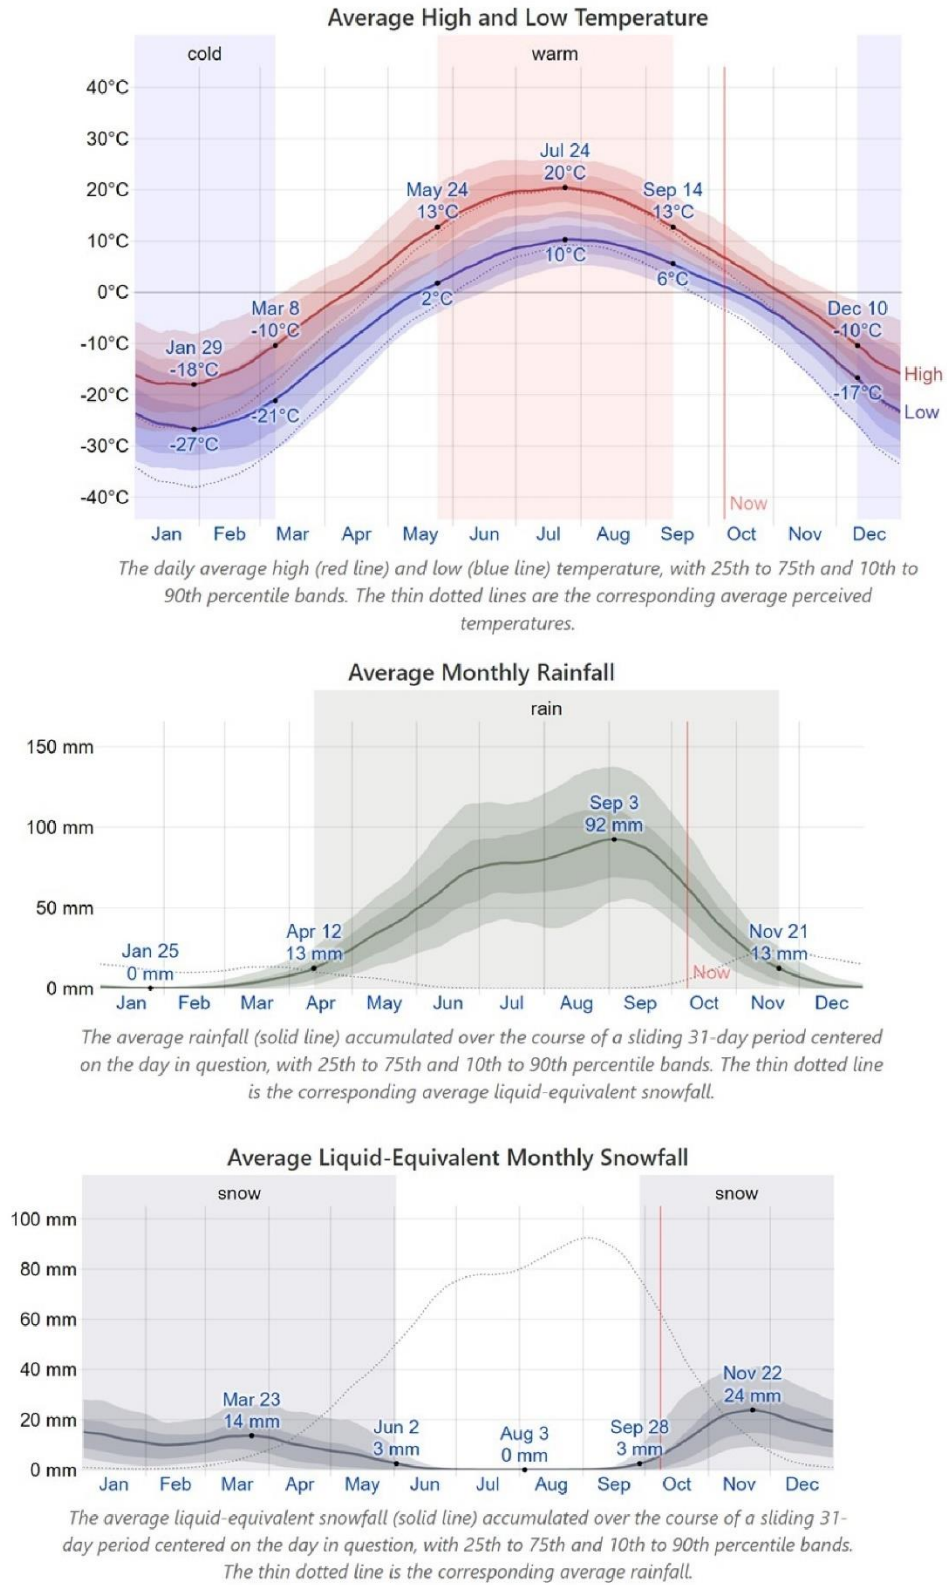 Average High and Low Temperature
cold
warm
40°C
30°C
20°C
10°C
0°C
-10°C
-20°C
-30°C
-40°C
Jan 29
-18°C
-27°C
Mar 8
-10°C
-21°C
May 24
13°C
2°C
Jul 24
20°C
10°C
Sep 14
13°C
6°C
Dec 10
-10°C
-17°C
High
Low
Now
Jan Feb Mar Apr May Jun Jul Aug Sep Oct Nov Dec
The daily average high (red line) and low (blue line) temperature, with 25th to 75th and 10th to
90th percentile bands. The thin dotted lines are the corresponding average perceived
temperatures.
Average Monthly Rainfall
rain
150 mm
100 mm
50 mm
0 mm
Jan 25
0 mm
Apr 12
13 mm
Sep 3
92 mm
Nov 21
13 mm
Now
Jan Feb Mar Apr May Jun Jul Aug Sep Oct Nov Dec
The average rainfall (solid line) accumulated over the course of a sliding 31-day period centered
on the day in question, with 25th to 75th and 10th to 90th percentile bands. The thin dotted line
is the corresponding average liquid-equivalent snowfall.
Average Liquid-Equivalent Monthly Snowfall
snow
snow
100 mm
80 mm
60 mm
40 mm
20 mm
0 mm
Mar 23
14 mm
Jun 2
3 mm
Aug 3
0 mm
Sep 28
3 mm
Nov 22
24 mm
Jan Feb Mar Apr May Jun Jul Aug Sep Oct Nov Dec
The average liquid-equivalent snowfall (solid line) accumulated over the course of a sliding 31-
day period centered on the day in question, with 25th to 75th and 10th to 90th percentile bands.
The thin dotted line is the corresponding average rainfall.